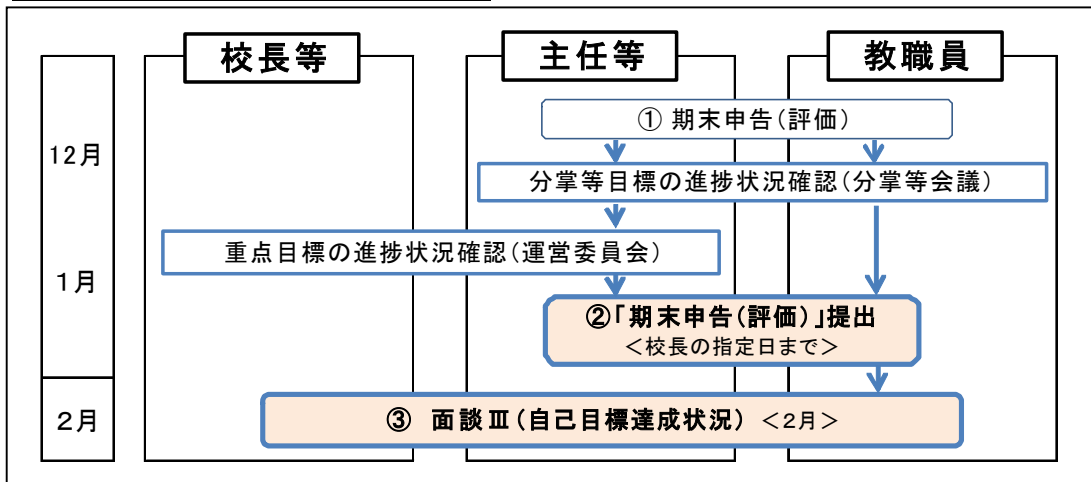 校長等
主任等
教職員
12月
1月
2月
① 期末申告(評価)
分掌等目標の進捗状況確認(分掌等会議)
重点目標の進捗状況確認(運営委員会)
②「期末申告(評価)」提出
＜校長の指定日まで＞
③ 面談Ⅲ(自己目標達成状況) ＜2月＞